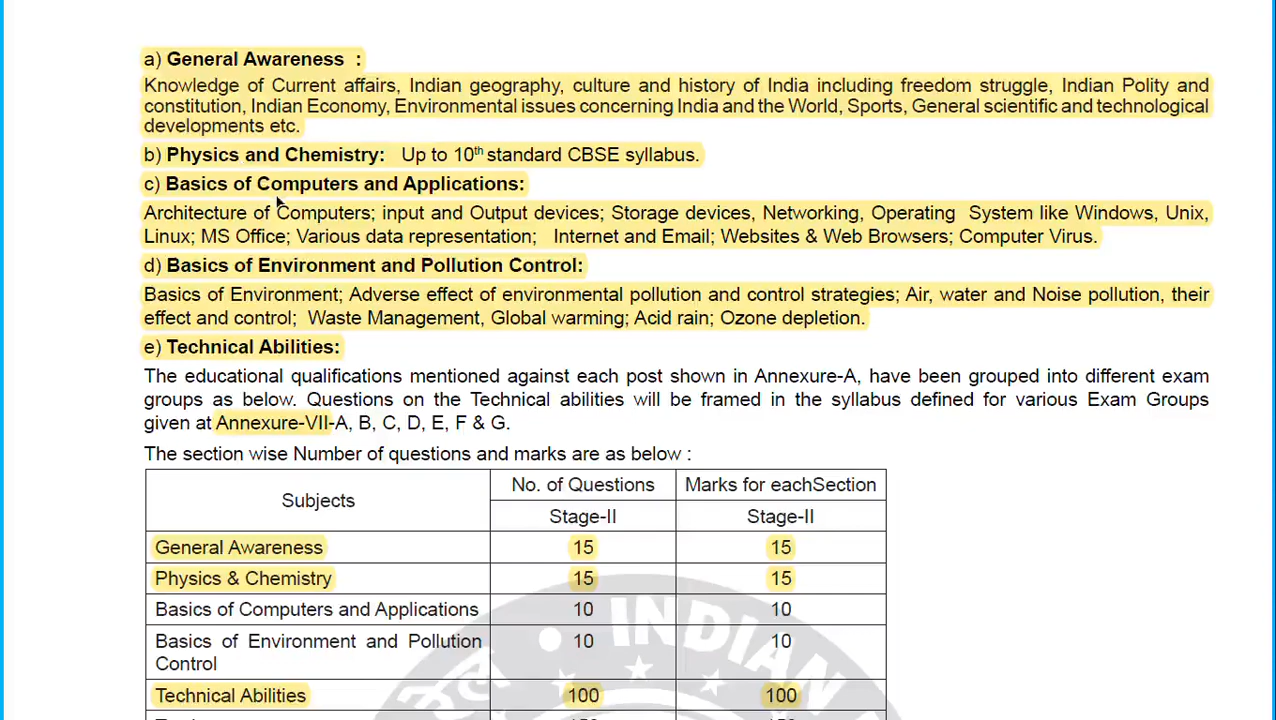 a) General Awareness :
Knowledge of Current affairs, Indian geography, culture and history of India including freedom struggle, Indian Polity and
constitution, Indian Economy, Environmental issues concerning India and the World, Sports, General scientific and technological
developments etc.
b) Physics and Chemistry: Up to 10th standard CBSE syllabus.
c) Basics of Computers and Applications:
Architecture of Computers; input and Output devices; Storage devices, Networking, Operating System like Windows, Unix,
Linux; MS Office; Various data representation; Internet and Email; Websites & Web Browsers; Computer Virus.
d) Basics of Environment and Pollution Control:
Basics of Environment; Adverse effect of environmental pollution and control strategies; Air, water and Noise pollution, their
effect and control; Waste Management, Global warming; Acid rain; Ozone depletion.
e) Technical Abilities:
The educational qualifications mentioned against each post shown in Annexure-A, have been grouped into different exam
groups as below. Questions on the Technical abilities will be framed in the syllabus defined for various Exam Groups
given at Annexure-VII-A, B, C, D, E, F & G.
The section wise Number of questions and marks are as below :
Subjects No. of Questions Marks for eachSection
Stage-II Stage-II
General Awareness 15 15
Physics & Chemistry 15 15
Basics of Computers and Applications 10 10
Basics of Environment and Pollution 10 10
Control
Technical Abilities 100 100
INDIAN